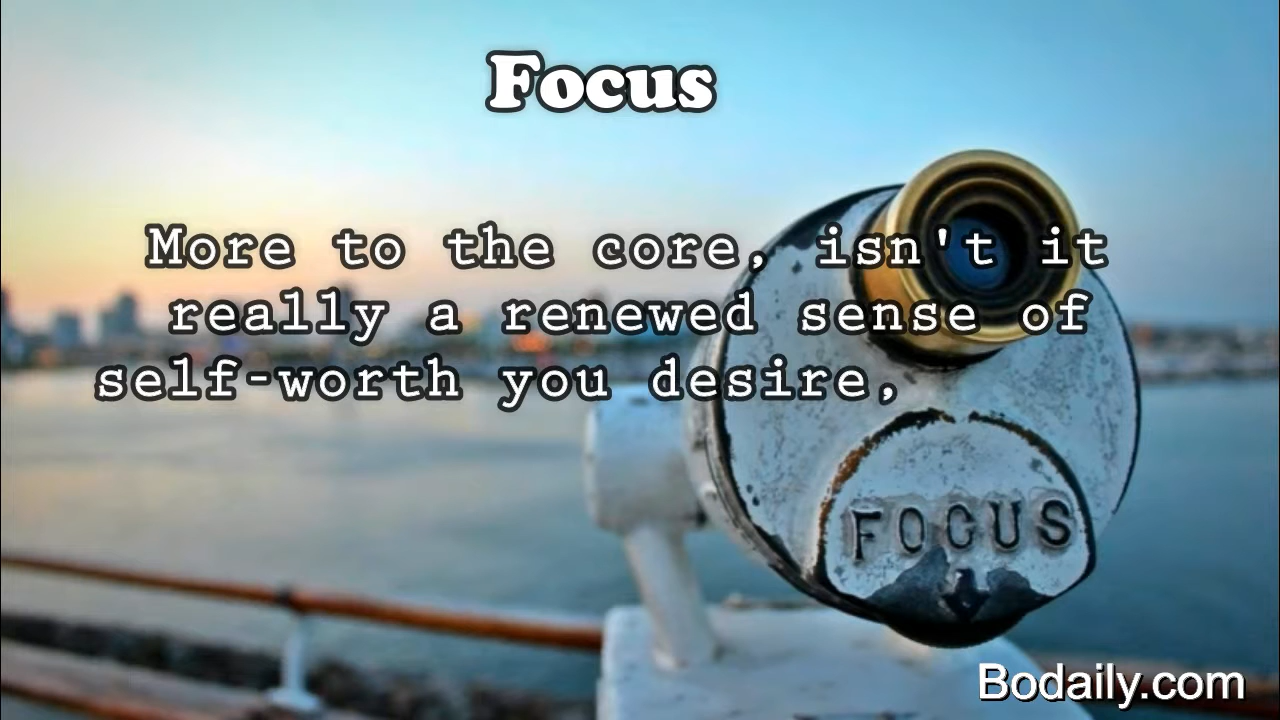 Focus
More to the core, isn't it
really a renewed sense of
self-worth you desire,
FOCUS
Bodaily.com